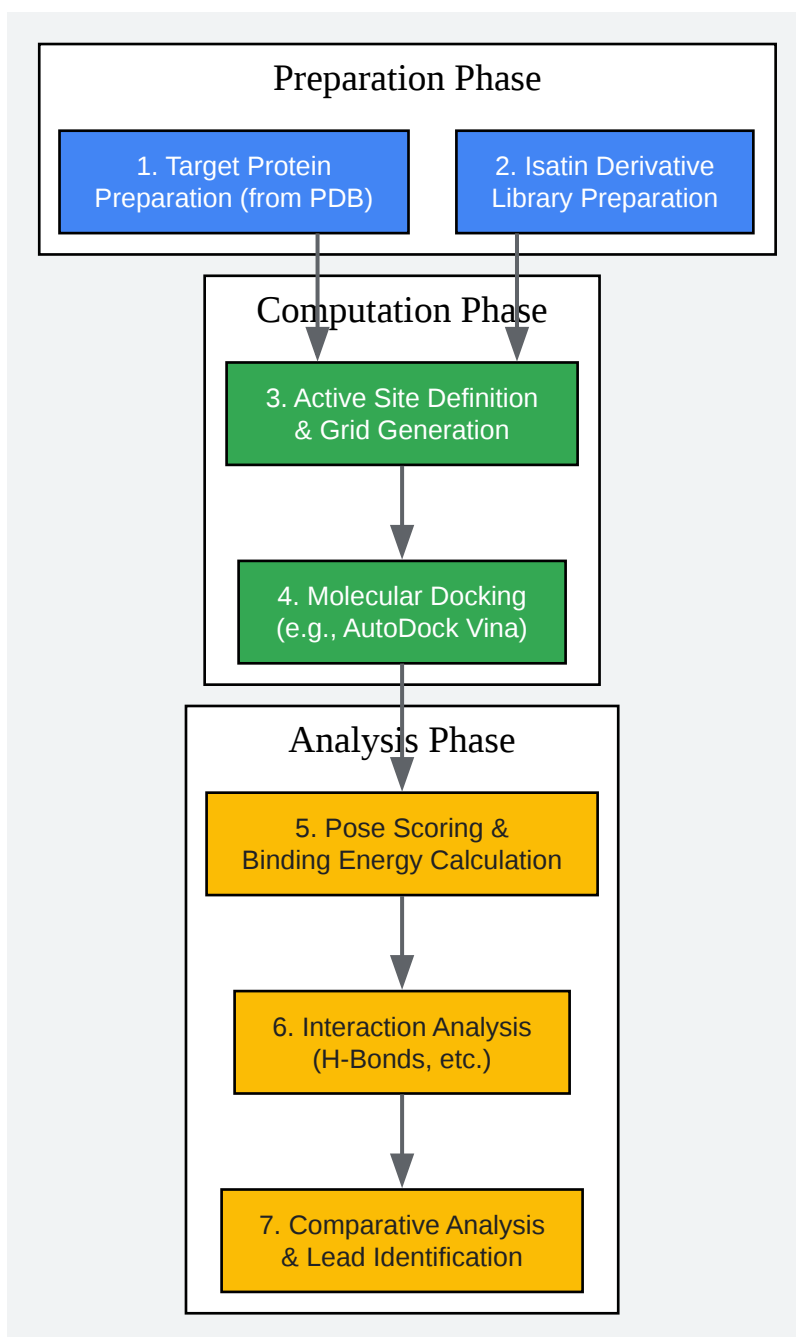 Preparation Phase
1. Target Protein
Preparation (from PDB)
2. Isatin Derivative
Library Preparation
Computation Phase
3. Active Site Definition
& Grid Generation
4. Molecular Docking
(e.g., AutoDock Vina)
Analysis Phase
5. Pose Scoring &
Binding Energy Calculation
6. Interaction Analysis
(H-Bonds, etc.)
7. Comparative Analysis
& Lead Identification